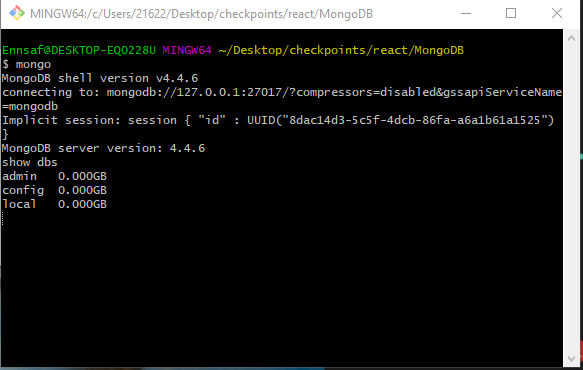 MINGW64:/c/Users/21622/Desktop/checkpoints/react/MongoDB
Ennsaf@DESKTOP-EQO228U MINGW64 ~/Desktop/checkpoints/react/MongoDB
$ mongo
MongoDB shell version v4.4.6
connecting to: mongodb://127.0.0.1:27017/?compressors=disabled&gssapiServiceName
=mongodb
Implicit session: session { "id" : UUID("8dac14d3-5c5f-4dcb-86fa-a6a1b61a1525")
}
MongoDB server version: 4.4.6
show dbs
admin   0.000GB
config  0.000GB
local   0.000GB